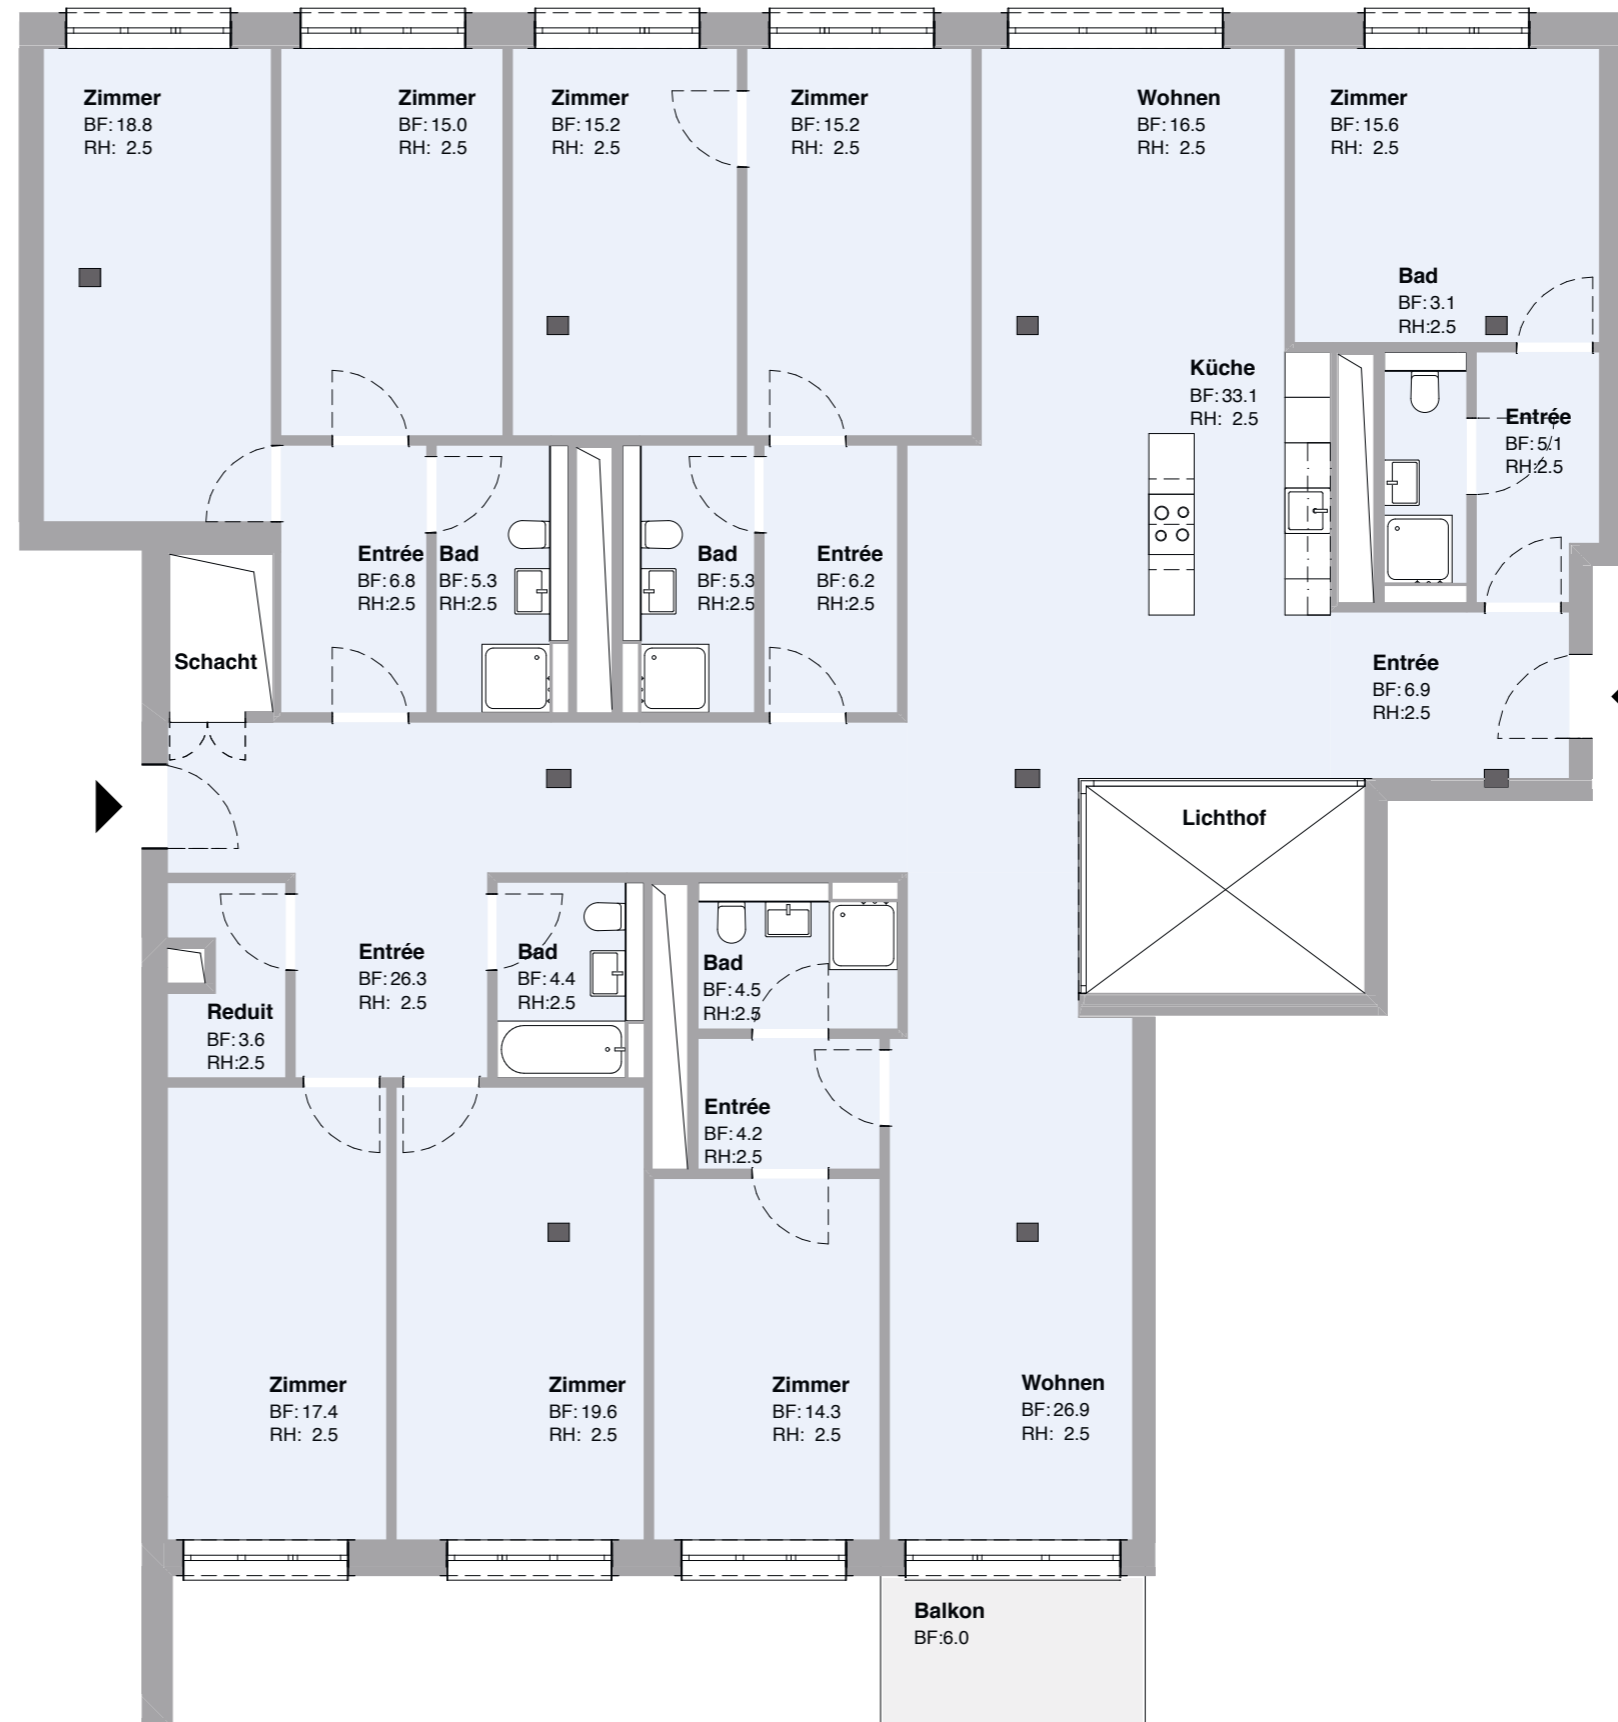 Zimmer
BF: 18.8
RH: 2.5
Zimmer
BF: 15.0
RH: 2.5
Zimmer
BF: 15.2
RH: 2.5
Zimmer
BF: 15.2
RH: 2.5
Wohnen
BF: 16.5
RH: 2.5
Zimmer
BF: 15.6
RH: 2.5
Bad
BF: 3.1
RH:2.5
Küche
BF: 33.1
RH: 2.5
Entrée
BF: 5.1
RH:2.5
Entrée
BF: 6.8
RH:2.5
Bad
BF: 5.3
RH:2.5
Bad
BF: 5.3
RH:2.5
Entrée
BF: 6.2
RH:2.5
Schacht
Entrée
BF: 6.9
RH:2.5
Lichthof
Entrée
BF: 26.3
RH: 2.5
Bad
BF: 4.4
RH:2.5
Bad
BF: 4.5
RH:2.5
Reduit
BF: 3.6
RH:2.5
Entrée
BF: 4.2
RH:2.5
Zimmer
BF: 17.4
RH: 2.5
Zimmer
BF: 19.6
RH: 2.5
Zimmer
BF: 14.3
RH: 2.5
Wohnen
BF: 26.9
RH: 2.5
Balkon
BF:6.0